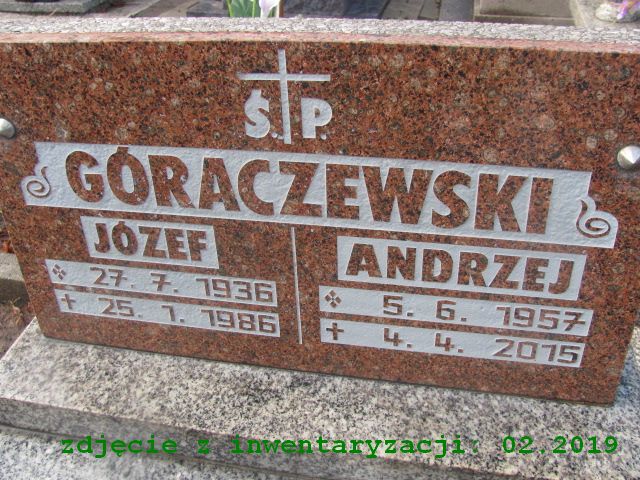 Ś.P.
GÓRACZEWSKI
JÓZEF
27. 7. 1936
25. 1. 1986
ANDRZEJ
5. 6. 1957
4. 4. 2015
zdjęcie z inwentaryzacji: 02.2019